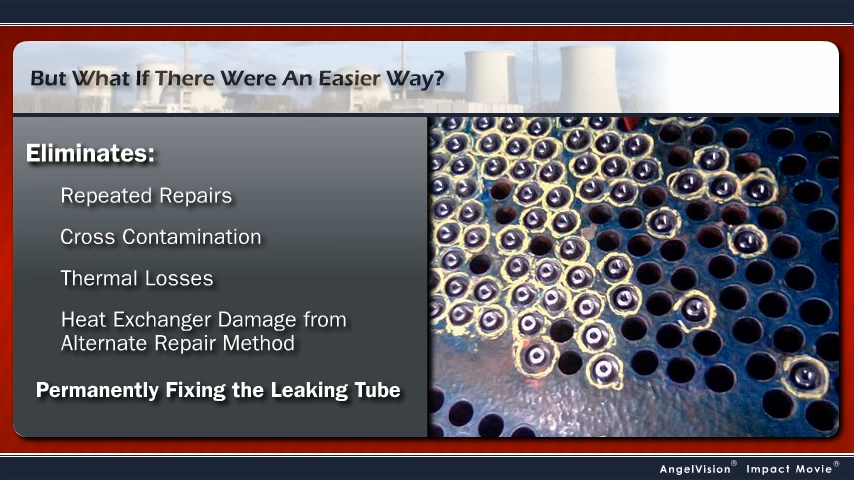 But What If There Were An Easier Way?
Eliminates:
Repeated Repairs
Cross Contamination
Thermal Losses
Heat Exchanger Damage from
Alternate Repair Method
Permanently Fixing the Leaking Tube
AngelVision® Impact Movie®